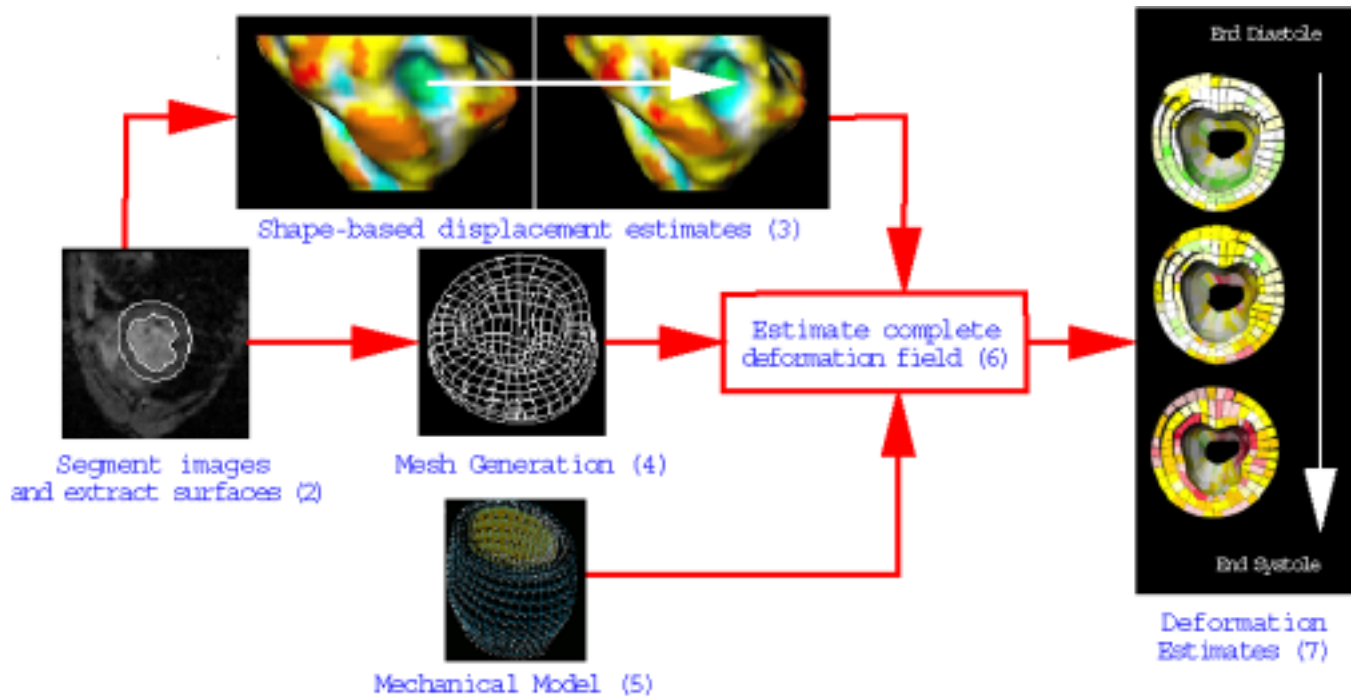 End Diastole
Shape-based displacement estimates (3)
Estimate complete
deformation field (6)
Segment images
and extract surfaces (2)
Mesh Generation (4)
End Systole
Deformation
Estimates (7)
Mechanical Model (5)